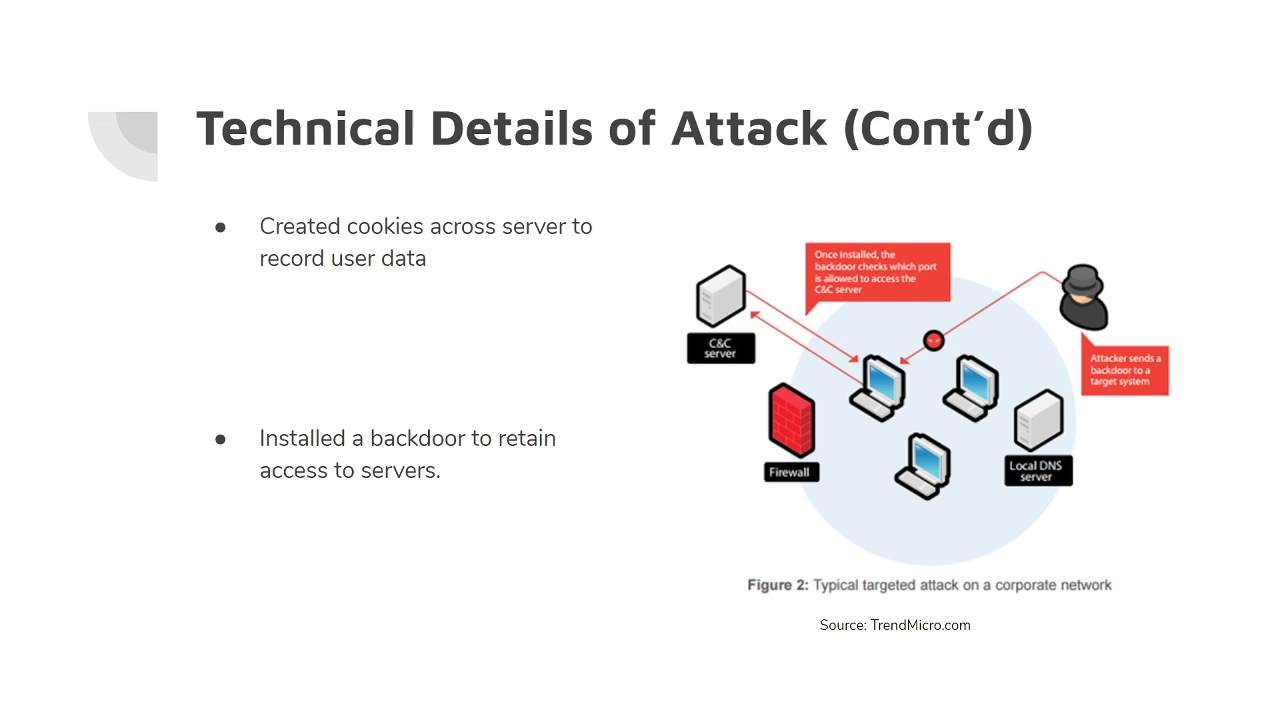 Technical Details of Attack (Cont’d)
● Created cookies across server to
record user data
● Installed a backdoor to retain
access to servers.
Once installed, the
backdoor checks which port
is allowed to access the
C&C server
C&C
server
Attacker sends a
backdoor to a
target system
Firewall
Local DNS
server
Figure 2: Typical targeted attack on a corporate network
Source: TrendMicro.com